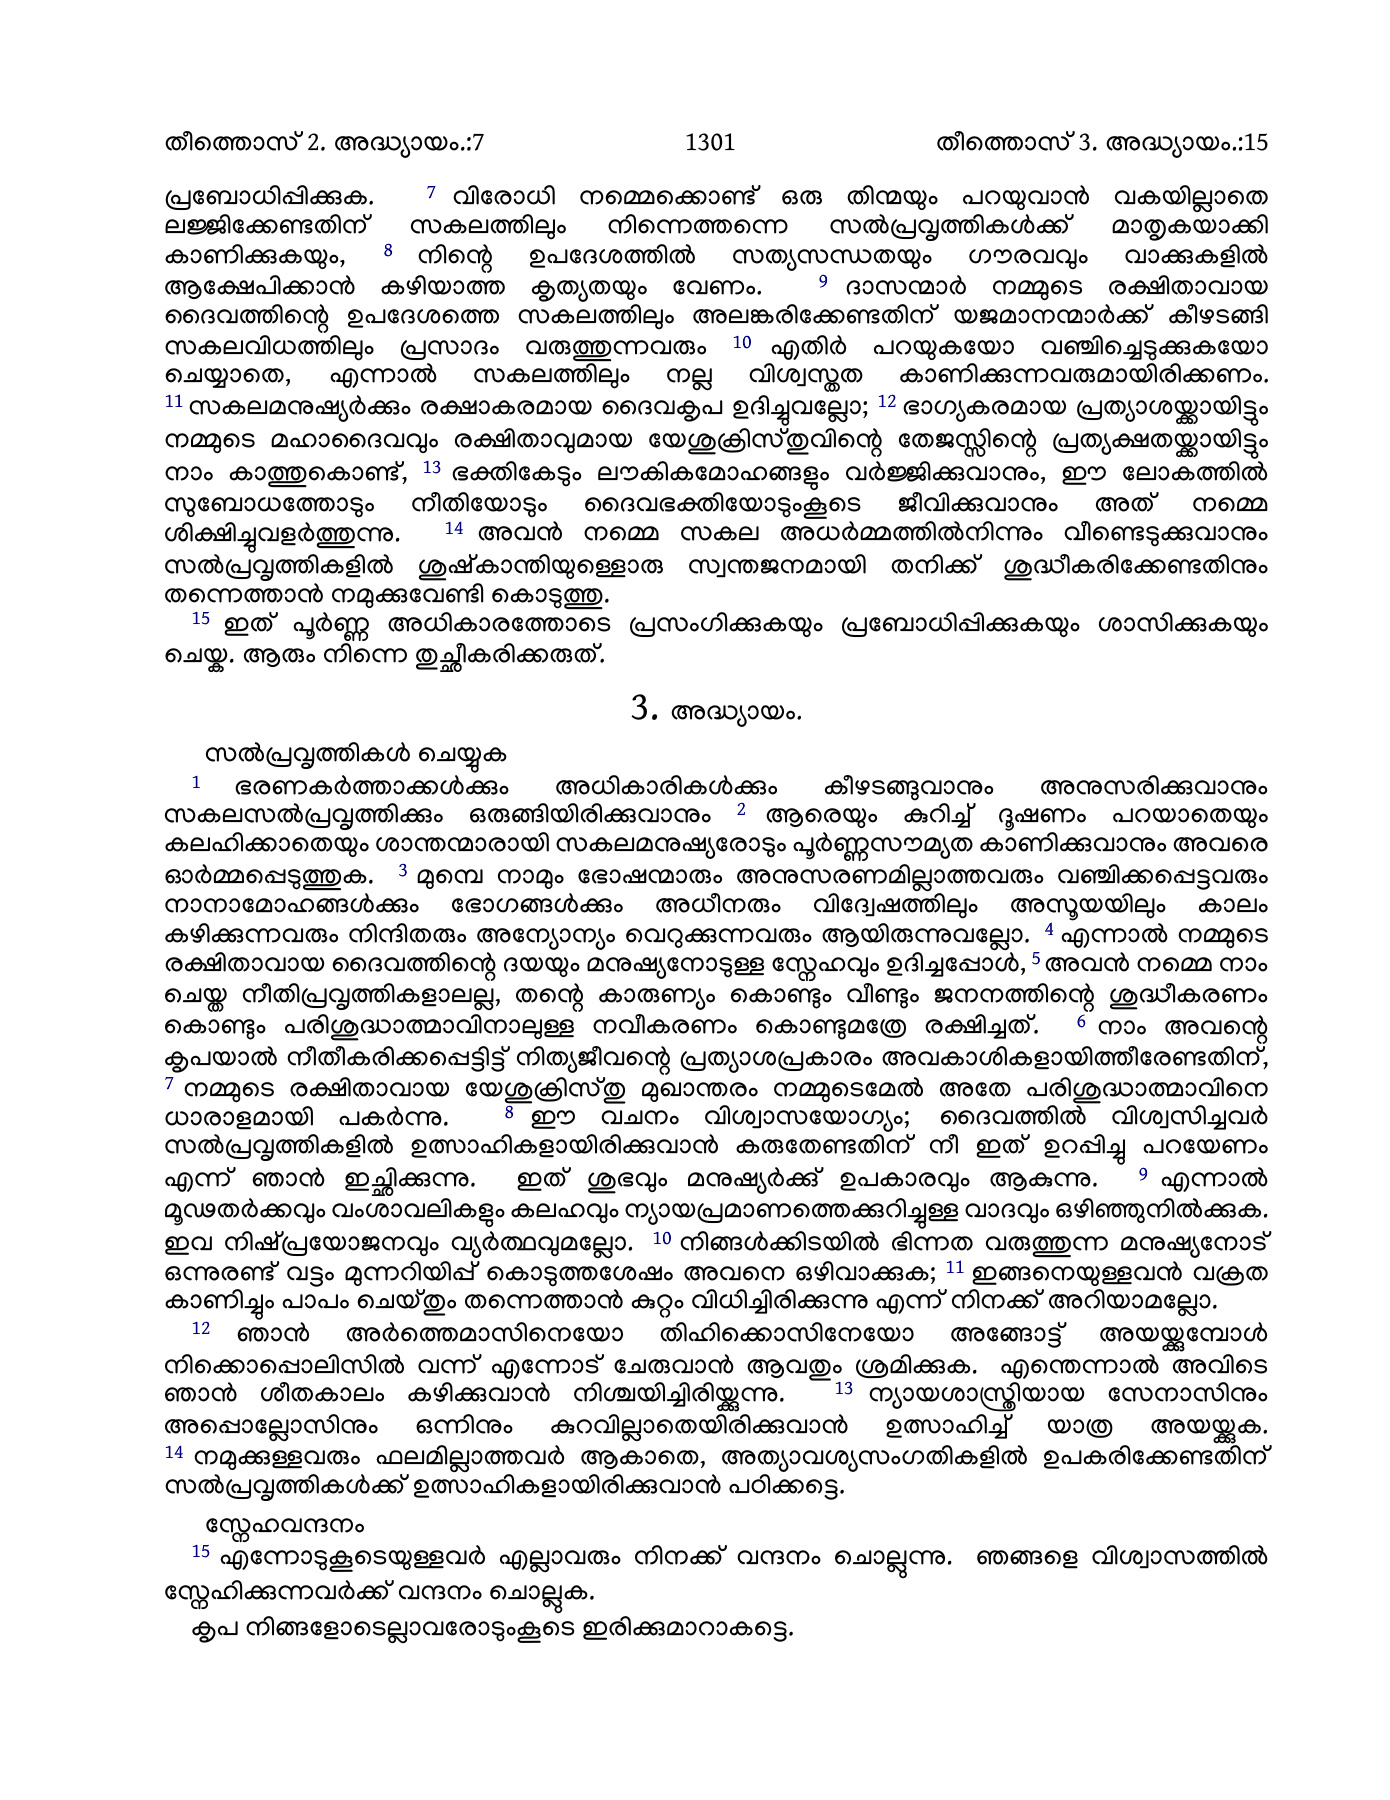 തീത്തൊസ് 2. അദ്ധ്യായം.:7 1301 തീത്തൊസ് 3. അദ്ധ്യായം.:15
പ്രബോധിപ്പിക്കുക. 7 വിരോധി നമ്മെക്കൊണ്ട് ഒരു തിന്മയും പറയുവാൻ വകയില്ലാതെ
ലജ്ജിക്കേണ്ടതിന് സകലത്തിലും നിന്നെത്തന്നെ സൽപ്രവൃത്തികൾക്ക് മാതൃകയാക്കി
കാണിക്കുകയും, 8 നിന്റെ ഉപദേശത്തിൽ സത്യസന്ധതയും ഗൗരവവും വാക്കുകളിൽ
ആക്ഷേപിക്കാൻ കഴിയാത്ത കൃത്യതയും വേണം. 9 ദാസന്മാർ നമ്മുടെ രക്ഷിതാവായ
ദൈവത്തിന്റെ ഉപദേശത്തെ സകലത്തിലും അലങ്കരിക്കേണ്ടതിന് യജമാനന്മാർക്ക് കീഴടങ്ങി
സകലവിധത്തിലും പ്രസാദം വരുത്തുന്നവരും 10 എതിർ പറയുകയോ വഞ്ചിച്ചെടുക്കുകയോ
ചെയ്യാതെ, എന്നാൽ സകലത്തിലും നല്ല വിശ്വസ്തത കാണിക്കുന്നവരുമായിരിക്കണം.
11 സകലമനുഷ്യർക്കും രക്ഷാകരമായ ദൈവകൃപ ഉദിച്ചുവല്ലോ; 12 ഭാഗ്യകരമായ പ്രത്യാശയ്ക്കായിട്ടും
നമ്മുടെ മഹാദൈവവും രക്ഷിതാവുമായ യേശുക്രിസ്തുവിന്റെ തേജസ്സിന്റെ പ്രത്യക്ഷതയ്ക്കായിട്ടും
നാം കാത്തുകൊണ്ട്, 13 ഭക്തികേടും ലൗകികമോഹങ്ങളും വർജ്ജിക്കുവാനും, ഈ ലോകത്തിൽ
സുബോധത്തോടും നീതിയോടും ദൈവഭക്തിയോടുംകൂടെ ജീവിക്കുവാനും അത് നമ്മെ
ശിക്ഷിച്ചുവളർത്തുന്നു. 14 അവൻ നമ്മെ സകല അധർമ്മത്തിൽനിന്നും വീണ്ടെടുക്കുവാനും
സൽപ്രവൃത്തികളിൽ ശുഷ്കാന്തിയുള്ളൊരു സ്വന്തജനമായി തനിക്ക് ശുദ്ധീകരിക്കേണ്ടതിനും
തന്നെത്താൻ നമുക്കുവേണ്ടി കൊടുത്തു.
15 ഇത് പൂർണ്ണ അധികാരത്തോടെ പ്രസംഗിക്കുകയും പ്രബോധിപ്പിക്കുകയും ശാസിക്കുകയും
ചെയ്ക. ആരും നിന്നെ തുച്ഛീകരിക്കരുത്.
3. അദ്ധ്യായം.
സൽപ്രവൃത്തികൾ ചെയ്യുക
1 ഭരണകർത്താക്കൾക്കും അധികാരികൾക്കും കീഴടങ്ങുവാനും അനുസരിക്കുവാനും
സകലസൽപ്രവൃത്തിക്കും ഒരുങ്ങിയിരിക്കുവാനും 2 ആരെയും കുറിച്ച് ദൂഷണം പറയാതെയും
കലഹിക്കാതെയും ശാന്തന്മാരായി സകലമനുഷ്യരോടും പൂർണ്ണസൗമ്യത കാണിക്കുവാനും അവരെ
ഓർമ്മപ്പെടുത്തുക. 3 മുമ്പെ നാമും ഭോഷന്മാരും അനുസരണമില്ലാത്തവരും വഞ്ചിക്കപ്പെട്ടവരും
നാനാമോഹങ്ങൾക്കും ഭോഗങ്ങൾക്കും അധീനരും വിദ്വേഷത്തിലും അസൂയയിലും കാലം
കഴിക്കുന്നവരും നിന്ദിതരും അന്യോന്യം വെറുക്കുന്നവരും ആയിരുന്നുവല്ലോ. 4 എന്നാൽ നമ്മുടെ
രക്ഷിതാവായ ദൈവത്തിന്റെ ദയയും മനുഷ്യനോടുള്ള സ്നേഹവും ഉദിച്ചപ്പോൾ, 5 അവൻ നമ്മെ നാം
ചെയ്ത നീതിപ്രവൃത്തികളാലല്ല, തന്റെ കാരുണ്യം കൊണ്ടും വീണ്ടും ജനനത്തിന്റെ ശുദ്ധീകരണം
കൊണ്ടും പരിശുദ്ധാത്മാവിനാലുള്ള നവീകരണം കൊണ്ടുമത്രേ രക്ഷിച്ചത്. 6 നാം അവന്റെ
കൃപയാൽ നീതീകരിക്കപ്പെട്ടിട്ട് നിത്യജീവന്റെ പ്രത്യാശപ്രകാരം അവകാശികളായിത്തീരേണ്ടതിന്,
7 നമ്മുടെ രക്ഷിതാവായ യേശുക്രിസ്തു മുഖാന്തരം നമ്മുടെമേൽ അതേ പരിശുദ്ധാത്മാവിനെ
ധാരാളമായി പകർന്നു. 8 ഈ വചനം വിശ്വാസയോഗ്യം; ദൈവത്തിൽ വിശ്വസിച്ചവർ
സൽപ്രവൃത്തികളിൽ ഉത്സാഹികളായിരിക്കുവാൻ കരുതേണ്ടതിന് നീ ഇത് ഉറപ്പിച്ചു പറയേണം
എന്ന് ഞാൻ ഇച്ഛിക്കുന്നു. ഇത് ശുഭവും മനുഷ്യർക്കു് ഉപകാരവും ആകുന്നു. 9 എന്നാൽ
മൂഢതർക്കവും വംശാവലികളും കലഹവും ന്യായപ്രമാണത്തെക്കുറിച്ചുള്ള വാദവും ഒഴിഞ്ഞുനിൽക്കുക.
ഇവ നിഷ്പ്രയോജനവും വ്യർത്ഥവുമല്ലോ. 10 നിങ്ങൾക്കിടയിൽ ഭിന്നത വരുത്തുന്ന മനുഷ്യനോട്
ഒന്നുരണ്ട് വട്ടം മുന്നറിയിപ്പ് കൊടുത്തശേഷം അവനെ ഒഴിവാക്കുക; 11 ഇങ്ങനെയുള്ളവൻ വക്രത
കാണിച്ചും പാപം ചെയ്തും തന്നെത്താൻ കുറ്റം വിധിച്ചിരിക്കുന്നു എന്ന് നിനക്ക് അറിയാമല്ലോ.
12 ഞാൻ അർത്തെമാസിനെയോ തിഹിക്കൊസിനേയോ അങ്ങോട്ട് അയയ്ക്കുമ്പോൾ
നിക്കൊപ്പൊലിസിൽ വന്ന് എന്നോട് ചേരുവാൻ ആവതും ശ്രമിക്കുക. എന്തെന്നാൽ അവിടെ
ഞാൻ ശീതകാലം കഴിക്കുവാൻ നിശ്ചയിച്ചിരിയ്ക്കുന്നു. 13 ന്യായശാസ്ത്രിയായ സേനാസിനും
അപ്പൊല്ലോസിനും ഒന്നിനും കുറവില്ലാതെയിരിക്കുവാൻ ഉത്സാഹിച്ച് യാത്ര അയയ്ക്കുക.
14 നമുക്കുള്ളവരും ഫലമില്ലാത്തവർ ആകാതെ, അത്യാവശ്യസംഗതികളിൽ ഉപകരിക്കേണ്ടതിന്
സൽപ്രവൃത്തികൾക്ക് ഉത്സാഹികളായിരിക്കുവാൻ പഠിക്കട്ടെ.
സ്നേഹവന്ദനം
15 എന്നോടുകൂടെയുള്ളവർ എല്ലാവരും നിനക്ക് വന്ദനം ചൊല്ലുന്നു. ഞങ്ങളെ വിശ്വാസത്തിൽ
സ്നേഹിക്കുന്നവർക്ക് വന്ദനം ചൊല്ലുക.
കൃപ നിങ്ങളോടെല്ലാവരോടുംകൂടെ ഇരിക്കുമാറാകട്ടെ.